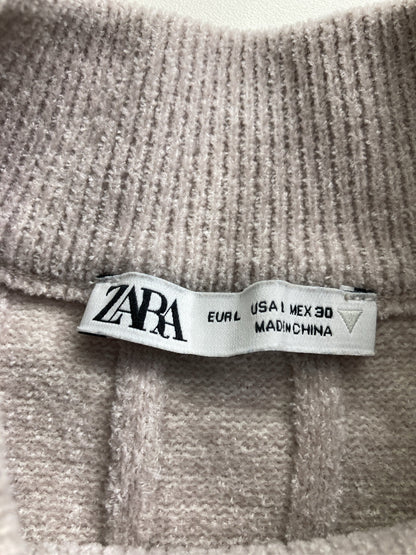 ZARA
EUR L USA L MEX 30
MADE IN CHINA